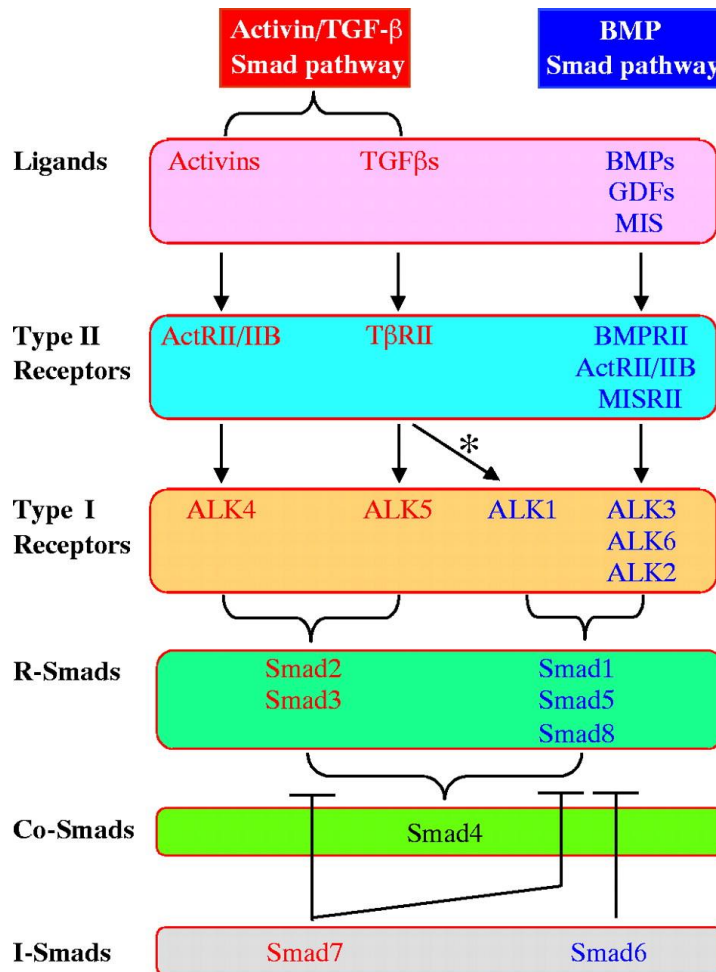 Activin/TGF-β
Smad pathway
BMP
Smad pathway
Ligands
Activins
TGFβs
BMPs
GDFs
MIS
Type II
Receptors
ActRII/IIB
TβRII
BMPRII
ActRII/IIB
MISRII
*
Type I
Receptors
ALK4
ALK5
ALK1
ALK3
ALK6
ALK2
R-Smads
Smad2
Smad3
Smad1
Smad5
Smad8
Co-Smads
Smad4
I-Smads
Smad7
Smad6